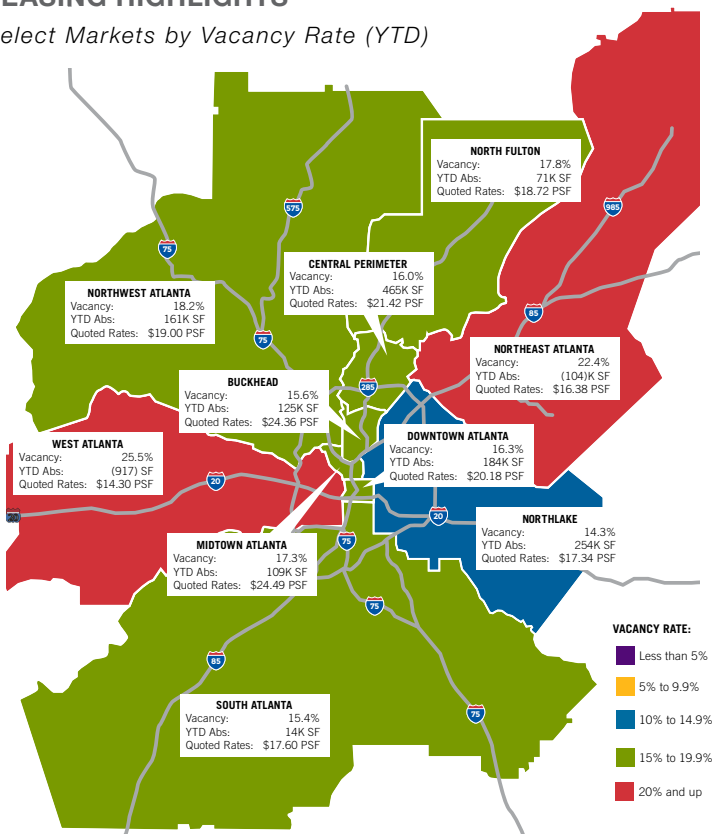 EASING HIGHLIGHTS
elect Markets by Vacancy Rate (YTD)
NORTH FULTON
Vacancy: 17.8%
YTD Abs: 71K SF
Quoted Rates: $18.72 PSF
985
575
75
CENTRAL PERIMETER
Vacancy: 16.0%
YTD Abs: 465K SF
Quoted Rates: $21.42 PSF
NORTHWEST ATLANTA
Vacancy: 18.2%
YTD Abs: 161K SF
Quoted Rates: $19.00 PSF
85
75
NORTHEAST ATLANTA
Vacancy: 22.4%
YTD Abs: (104)K SF
Quoted Rates: $16.38 PSF
BUCKHEAD
Vacancy: 15.6%
YTD Abs: 125K SF
Quoted Rates: $24.36 PSF
285
WEST ATLANTA
Vacancy: 25.5%
YTD Abs: (917) SF
Quoted Rates: $14.30 PSF
DOWNTOWN ATLANTA
Vacancy: 16.3%
YTD Abs: 184K SF
Quoted Rates: $20.18 PSF
20
20
NORTHLAKE
Vacancy: 14.3%
YTD Abs: 254K SF
Quoted Rates: $17.34 PSF
MIDTOWN ATLANTA
Vacancy: 17.3%
YTD Abs: 109K SF
Quoted Rates: $24.49 PSF
75
75
85
SOUTH ATLANTA
Vacancy: 15.4%
YTD Abs: 14K SF
Quoted Rates: $17.60 PSF
75
VACANCY RATE:
Less than 5%
5% to 9.9%
10% to 14.9%
15% to 19.9%
20% and up